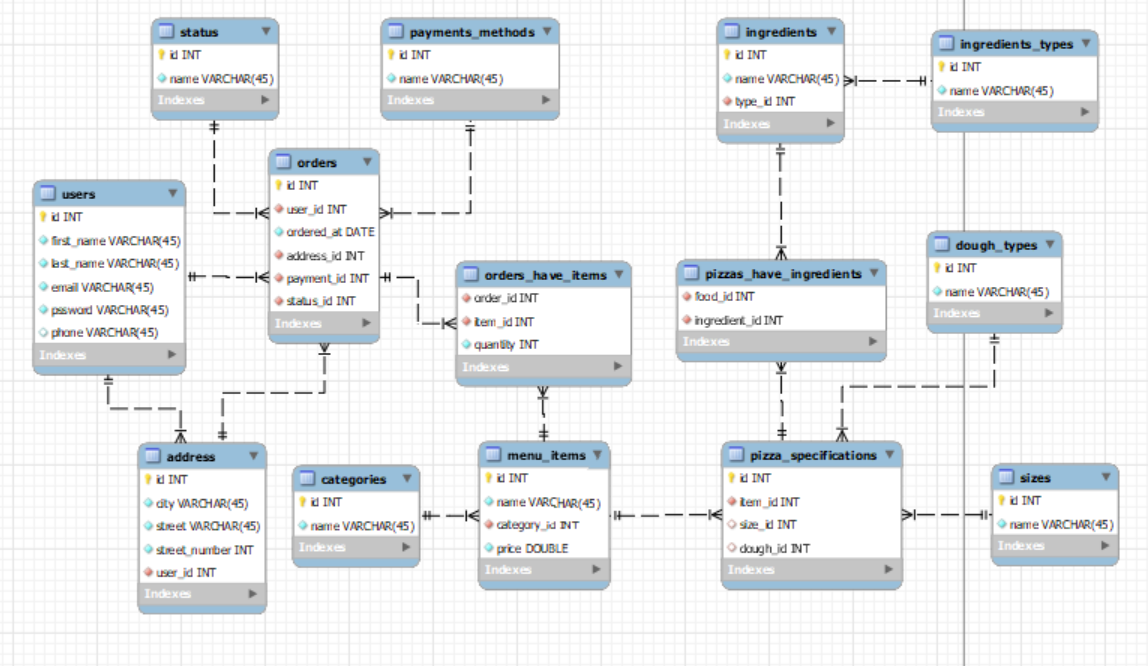 status
id INT
name VARCHAR(45)
Indexes
payments_methods
id INT
name VARCHAR(45)
Indexes
ingredients
id INT
name VARCHAR(45)
type_id INT
Indexes
ingredients_types
id INT
name VARCHAR(45)
Indexes
users
id INT
first_name VARCHAR(45)
last_name VARCHAR(45)
email VARCHAR(45)
pssword VARCHAR(45)
phone VARCHAR(45)
Indexes
orders
id INT
user_id INT
ordered_at DATE
address_id INT
payment_id INT
status_id INT
Indexes
orders_have_items
order_id INT
item_id INT
quantity INT
Indexes
pizzas_have_ingredients
food_id INT
ingredient_id INT
Indexes
dough_types
id INT
name VARCHAR(45)
Indexes
address
id INT
city VARCHAR(45)
street VARCHAR(45)
street_number INT
user_id INT
Indexes
categories
id INT
name VARCHAR(45)
Indexes
menu_items
id INT
name VARCHAR(45)
category_id INT
price DOUBLE
Indexes
pizza_specifications
id INT
item_id INT
size_id INT
dough_id INT
Indexes
sizes
id INT
name VARCHAR(45)
Indexes